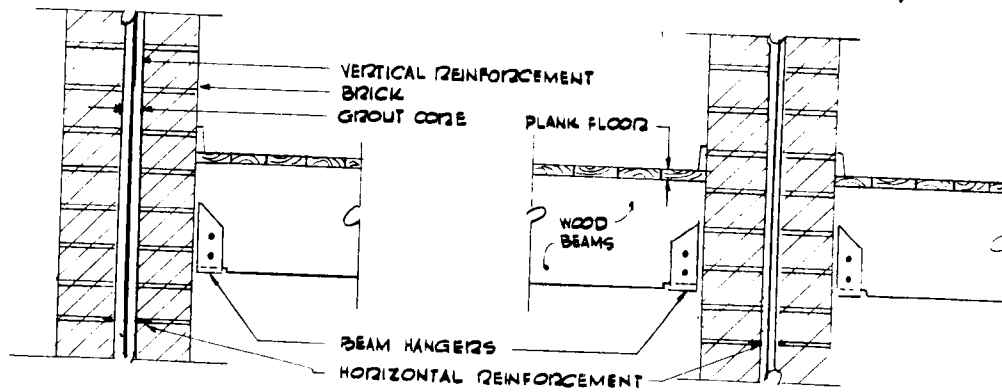 VERTICAL REINFORCEMENT
BRICK
GROUT CORE
PLANK FLOOR
WOOD
BEAMS
BEAM HANGERS
HORIZONTAL REINFORCEMENT